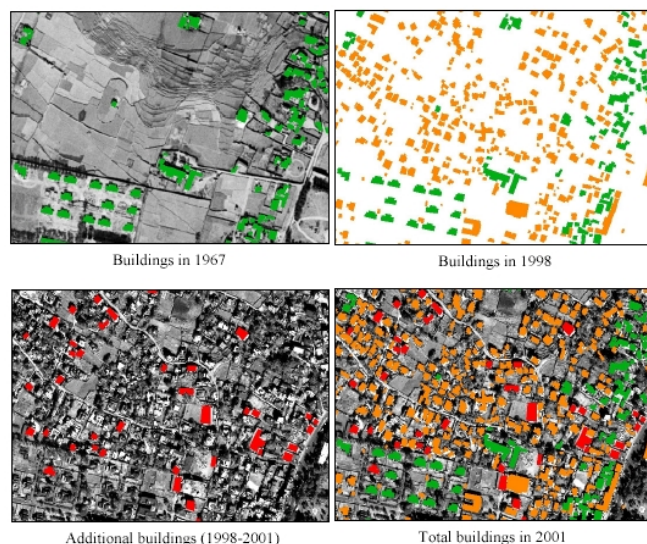 Buildings in 1967
Buildings in 1998
Additional buildings (1998-2001)
Total buildings in 2001